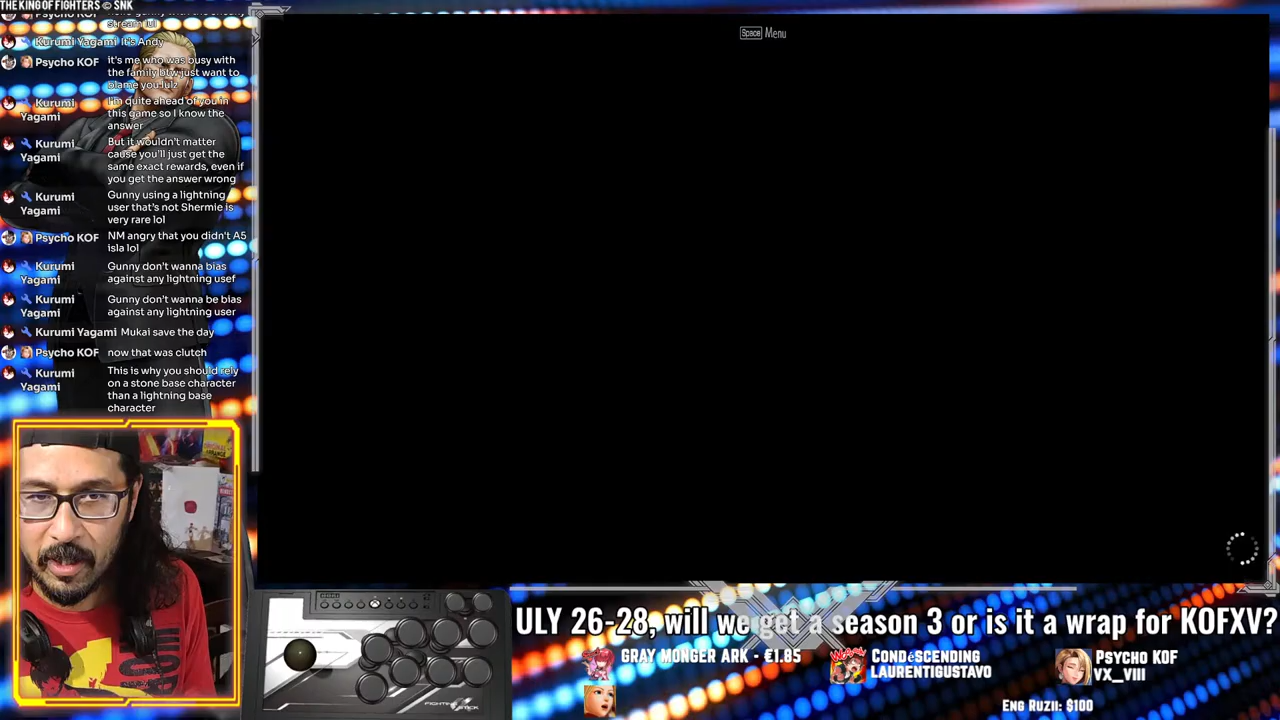 THE KING OF FIGHTERS © SNK
Psycho KOF
stream lul
Kurumi Yagami It's Andy
Psycho KOF it's me who was busy with
the family btw just want to
blame you lulz
Kurumi Yagami I'm quite ahead of you in
this game so I know the
answer
Kurumi Yagami But it wouldn't matter
cause you'll just get the
same exact rewards, even if
you get the answer wrong
Kurumi Yagami Gunny using a lightning
user that's not Shermie is
very rare lol
Psycho KOF NM angry that you didn't A5
isla lol
Kurumi Yagami Gunny don't wanna bias
against any lightning usef
Kurumi Yagami Gunny don't wanna be bias
against any lightning user
Kurumi Yagami Mukai save the day
Psycho KOF now that was clutch
Kurumi Yagami This is why you should rely
on a stone base character
than a lightning base
character
Space Menu
FIGHTING STICK
ULY 26-28, will we get a season 3 or is it a wrap for KOFXV?
GRAY MONGER ARK - €1.85
CONDéSCENDING
LAURENTIGUSTAVO
PSYCHO KOF
VX_VIII
ENG RUZII: $100